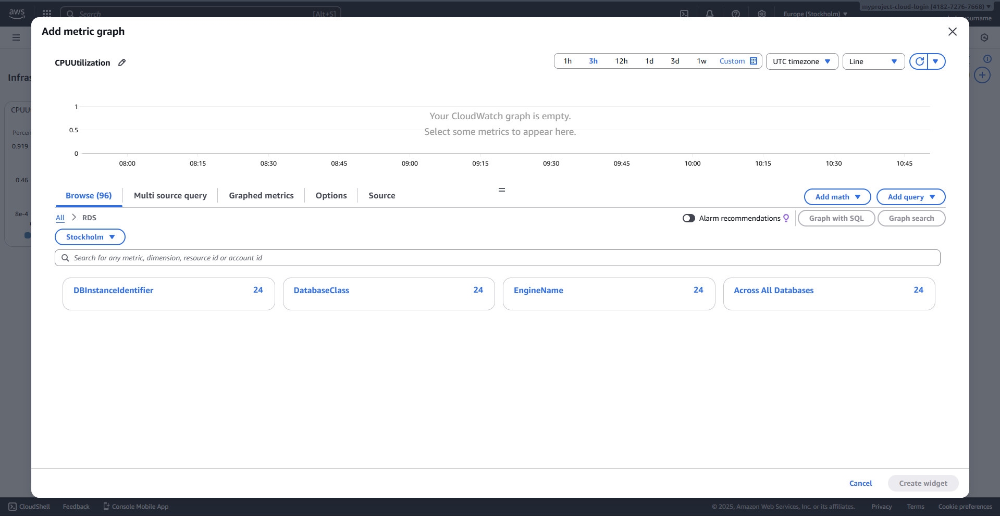 aws
Search
[Alt+S]
Europe (Stockholm)
myproject-cloud-login (4182-7276-7668)
Add metric graph
CPUUtilization
1h
3h
12h
1d
3d
1w
Custom
UTC timezone
Line
1
0.5
0
Your CloudWatch graph is empty.
Select some metrics to appear here.
08:00
08:15
08:30
08:45
09:00
09:15
09:30
09:45
10:00
10:15
10:30
10:45
0.919
0.46
8e-4
Browse (96)
Multi source query
Graphed metrics
Options
Source
Add math
Add query
All
RDS
Alarm recommendations
Graph with SQL
Graph search
Stockholm
Search for any metric, dimension, resource id or account id
DBInstanceIdentifier
24
DatabaseClass
24
EngineName
24
Across All Databases
24
Cancel
Create widget
CloudShell
Feedback
Console Mobile App
© 2025, Amazon Web Services, Inc. or its affiliates.
Privacy
Terms
Cookie preferences